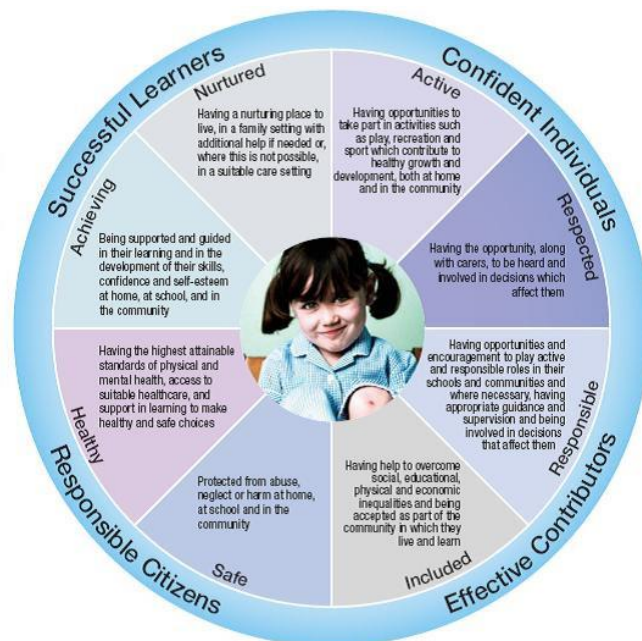 Successful Learners
Confident Individuals
Nurtured
Having a nurturing place to
live, in a family setting with
additional help if needed or,
where this is not possible,
in a suitable care setting
Active
Having opportunities to
take part in activities such
as play, recreation and
sport which contribute to
healthy growth and
development, both at home
and in the community
Respected
Having the opportunity, along
with carers, to be heard and
involved in decisions which
affect them
Responsible
Having opportunities and
encouragement to play active
and responsible roles in their
schools and communities and
where necessary, having
appropriate guidance and
supervision and being
involved in decisions
that affect them
Included
Having help to overcome
social, educational,
physical and economic
inequalities and being
accepted as part of the
community in which they
live and learn
Safe
Protected from abuse,
neglect or harm at home,
at school and in the
community
Healthy
Having the highest attainable
standards of physical and
mental health, access to
suitable healthcare, and
support in learning to make
healthy and safe choices
Achieving
Being supported and guided
in their learning and in the
development of their skills,
confidence and self-esteem
at home, at school, and in
the community
Responsible Citizens
Effective Contributors